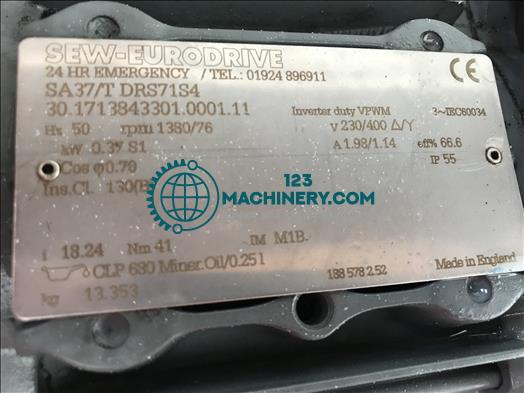 SEW-EURODRIVE
24 HR EMERGENCY / TEL.: 01924 896911
SA37/T DRS71S4
30.1713843301.0001.11 Inverter duty VPWM 3~IEC60034
Hz 50 rpm 1380/76 V 230/400 Δ/Y
kW 0.37 S1 A 1.98/1.14 eff% 66.6
Cos φ0.70 IP 55
Ins.Cl. 130(B
123
MACHINERY.COM
i 18.24 Nm 41 IM M1B
CLP 680 Miner.Oil/0.25 l 188 578 2.52 Made in England
kg 13.353
CE